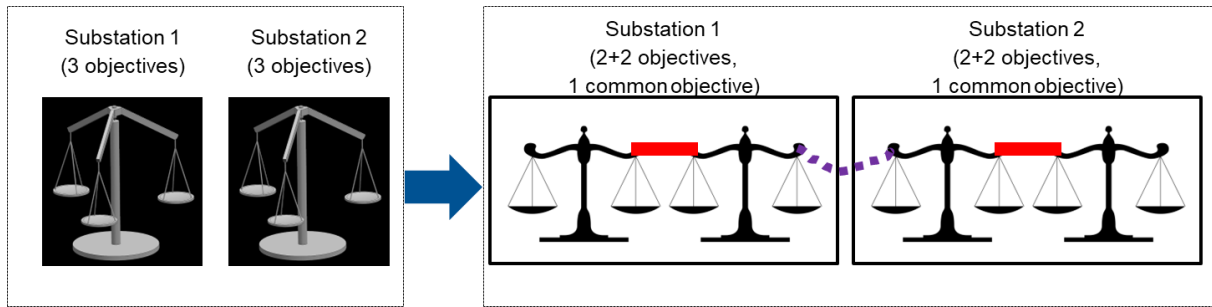 Substation 1
(3 objectives)
Substation 2
(3 objectives)
Substation 1
(2+2 objectives,
1 common objective)
Substation 2
(2+2 objectives,
1 common objective)